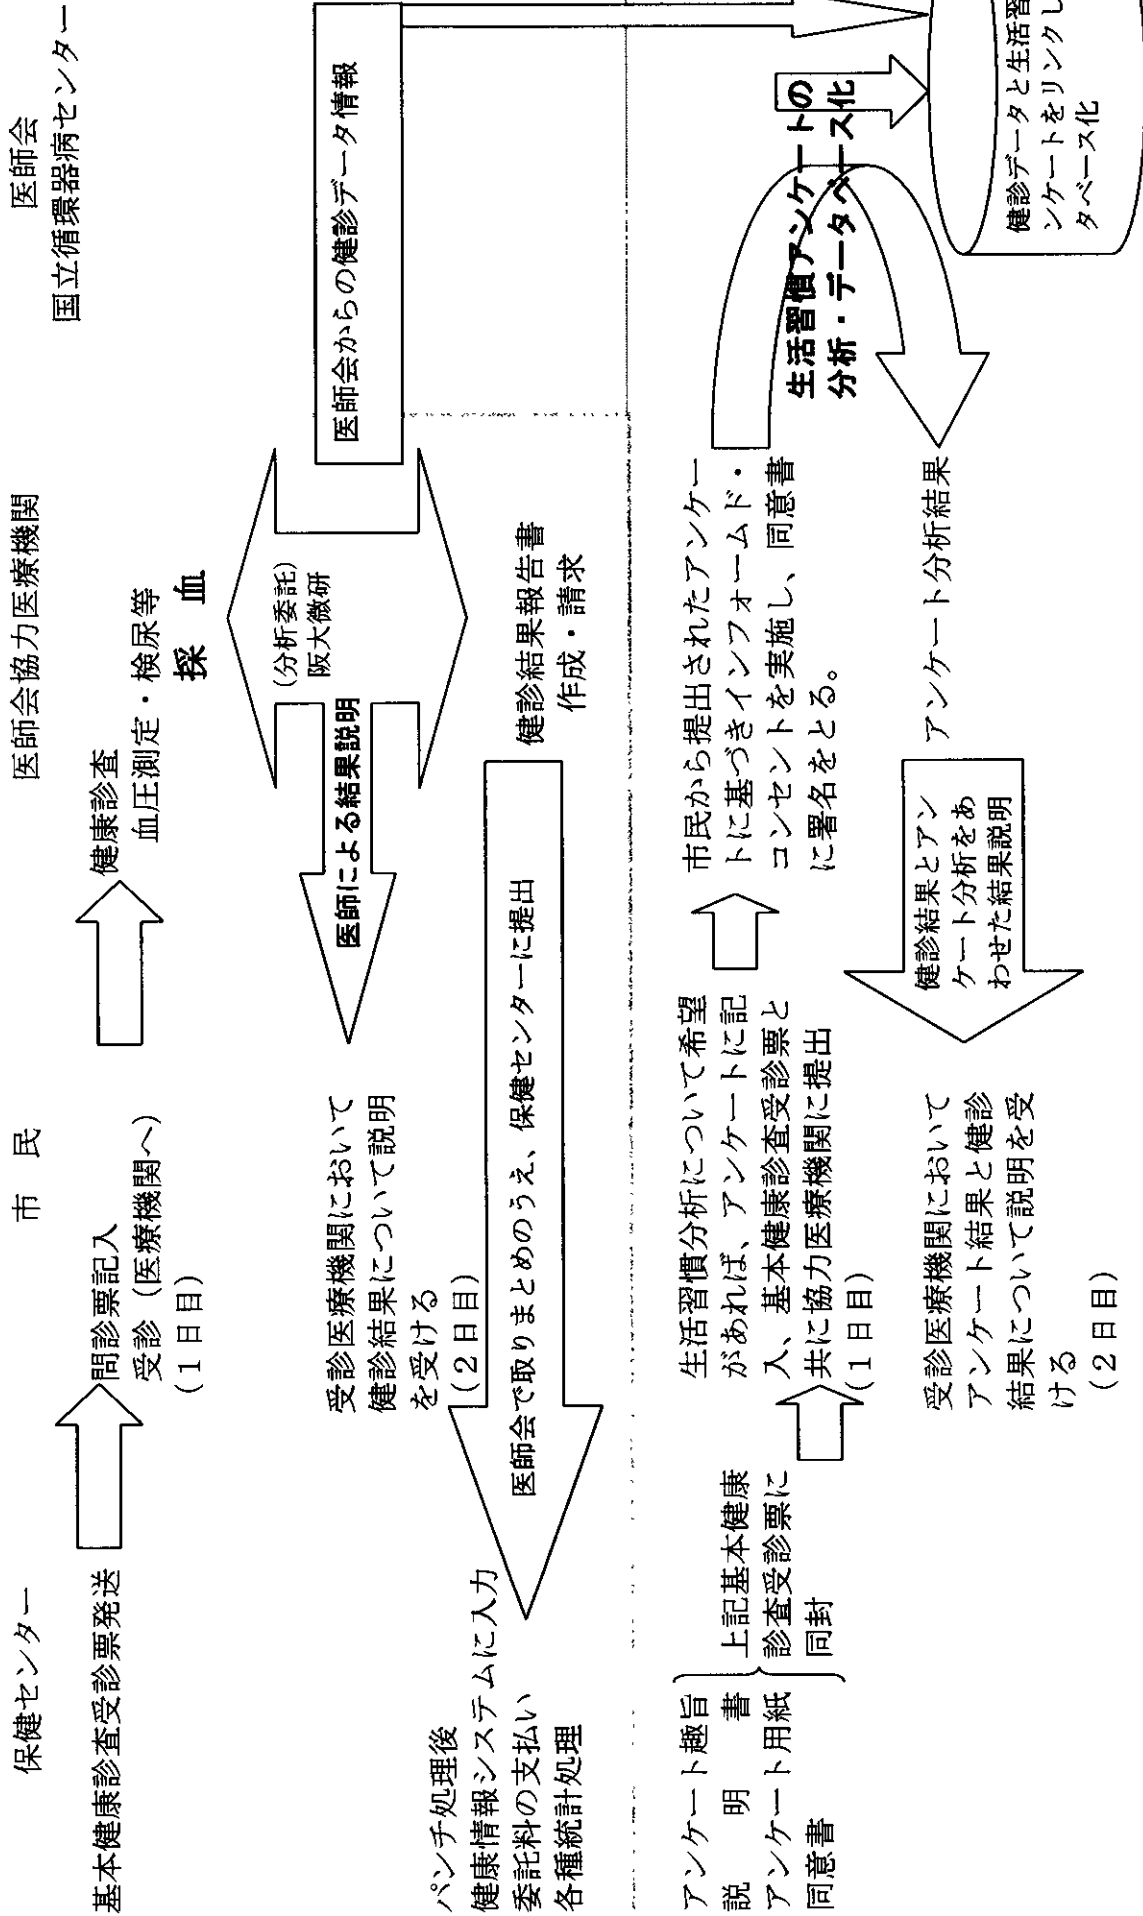 保健センター
市　民
医師会協力医療機関
医師会
国立循環器病センター
基本健康診査受診票発送
問診票記入
受診（医療機関へ）
（１日目）
健康診査
血圧測定・検尿等
採　血
（分析委託）
阪大微研
医師による結果説明
受診医療機関において
健診結果について説明
を受ける
（２日目）
医師会からの健診データ情報
健診結果報告書
作成・請求
医師会で取りまとめのうえ、保健センターに提出
パンチ処理後
健康情報システムに入力
委託料の支払い
各種統計処理
アンケート趣旨
説　明　書
アンケート用紙
同意書
上記基本健康
診査受診票に
同封
生活習慣分析について希望
があれば、アンケートに記
入、基本健康診査受診票と
共に協力医療機関に提出
（１日目）
市民から提出されたアンケー
トに基づきインフォームド・
コンセントを実施し、同意書
に署名をとる。
生活習慣アンケートの
分析・データベース化
アンケート分析結果
健診結果とアン
ケート分析をあ
わせた結果説明
受診医療機関において
アンケート結果と健診
結果について説明を受
ける
（２日目）
健診データと生活習
ンケートをリンクし
タベース化